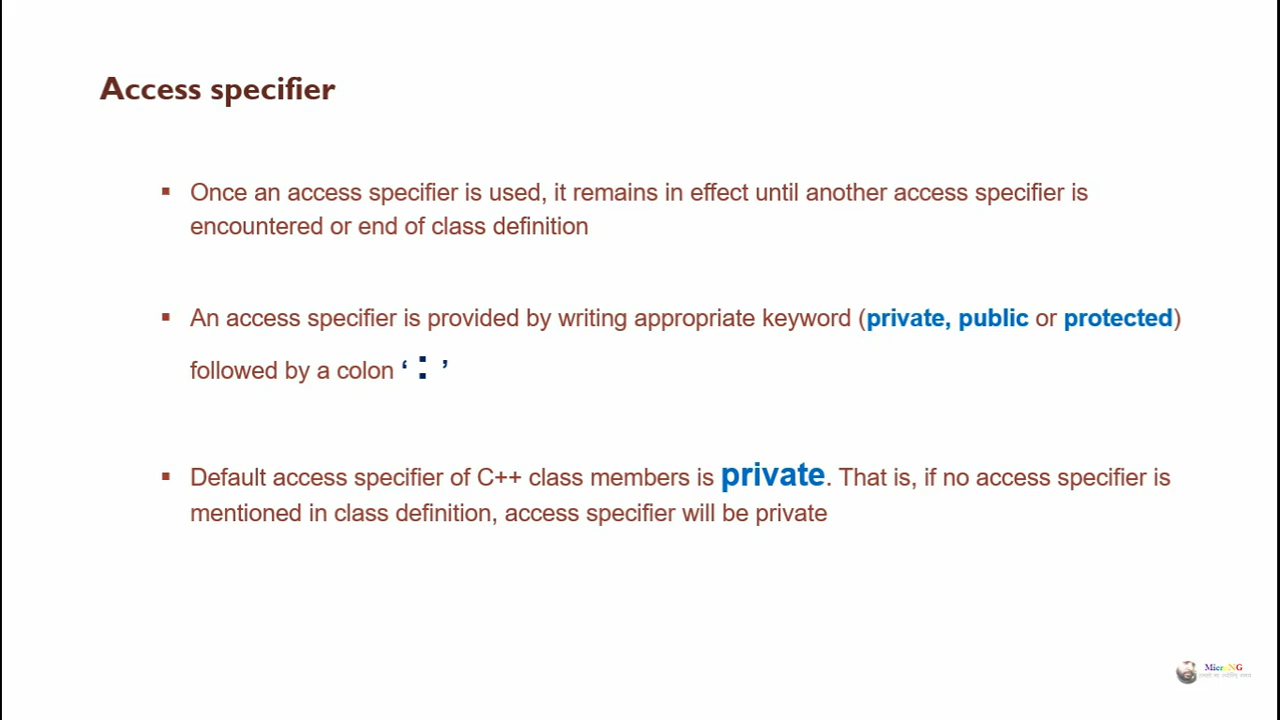 Access specifier
▪ Once an access specifier is used, it remains in effect until another access specifier is
encountered or end of class definition
▪ An access specifier is provided by writing appropriate keyword (private, public or protected)
followed by a colon ‘ : ’
▪ Default access specifier of C++ class members is private. That is, if no access specifier is
mentioned in class definition, access specifier will be private
MicroNG